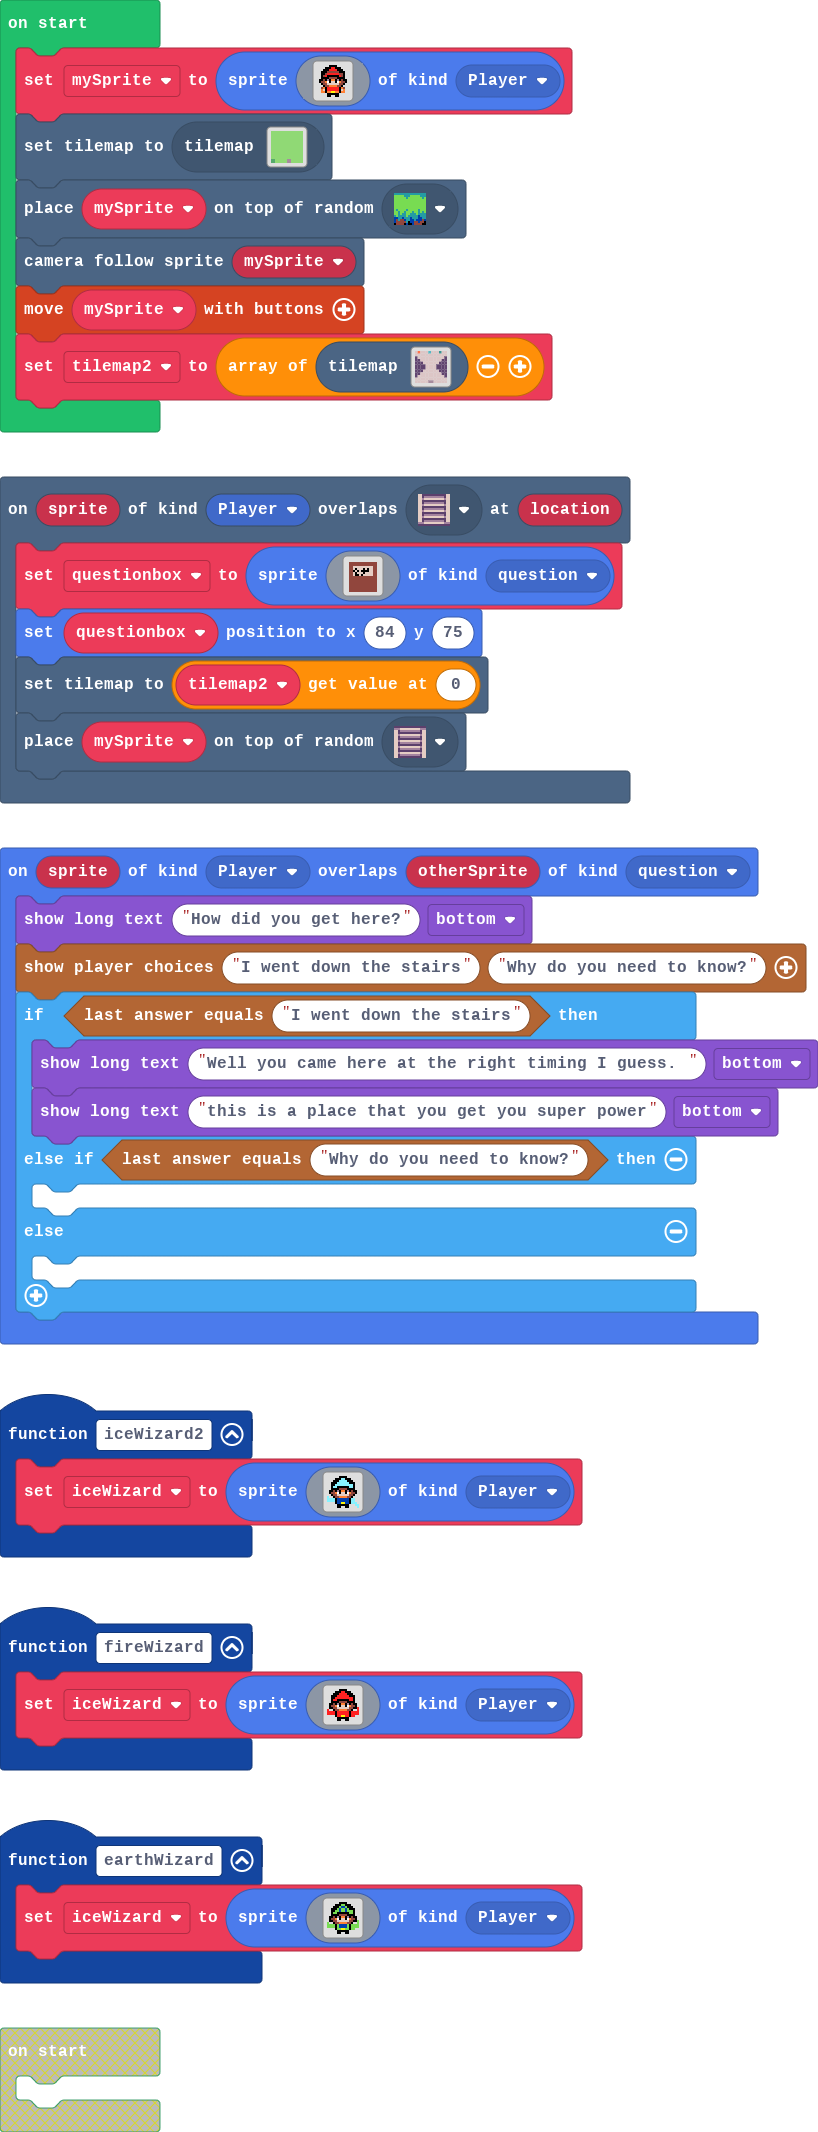 on start
set mySprite to sprite of kind Player
set tilemap to tilemap
place mySprite on top of random
camera follow sprite mySprite
move mySprite with buttons
set tilemap2 to array of tilemap
on sprite of kind Player overlaps at location
set questionbox to sprite of kind question
set questionbox position to x 84 y 75
set tilemap to tilemap2 get value at 0
place mySprite on top of random
on sprite of kind Player overlaps otherSprite of kind question
show long text "How did you get here?" bottom
show player choices "I went down the stairs" "Why do you need to know?"
if last answer equals "I went down the stairs" then
show long text "Well you came here at the right timing I guess. " bottom
show long text "this is a place that you get you super power" bottom
else if last answer equals "Why do you need to know?" then
else
function iceWizard2
set iceWizard to sprite of kind Player
function fireWizard
set iceWizard to sprite of kind Player
function earthWizard
set iceWizard to sprite of kind Player
on start